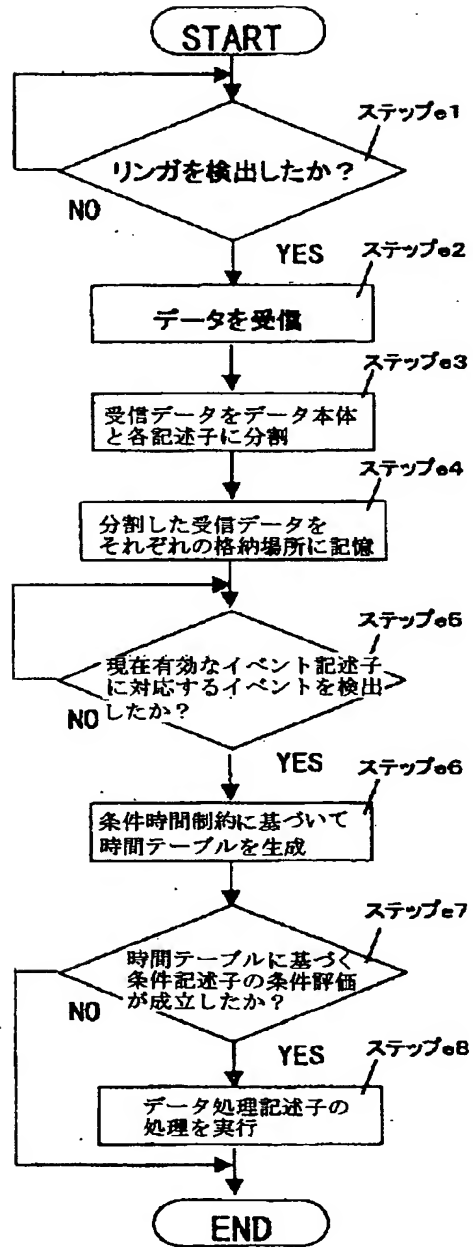 START
ステップe1
リンガを検出したか？
NO
YES
ステップe2
データを受信
ステップe3
受信データをデータ本体
と各記述子に分割
ステップe4
分割した受信データを
それぞれの格納場所に記憶
ステップe5
現在有効なイベント記述子
に対応するイベントを検出
したか？
NO
YES
ステップe6
条件時間制約に基づいて
時間テーブルを生成
ステップe7
時間テーブルに基づく
条件記述子の条件評価
が成立したか？
NO
YES
ステップe8
データ処理記述子の
処理を実行
END